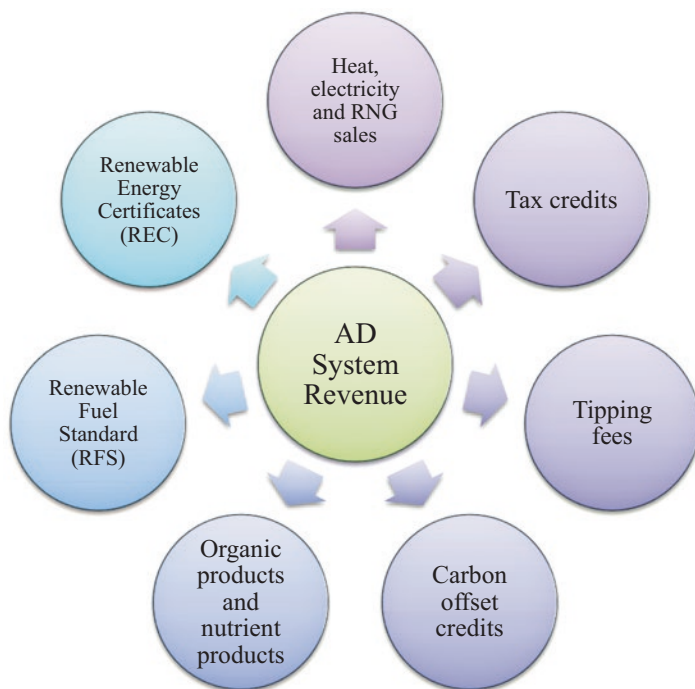 Heat,
electricity
and RNG
sales
Tax credits
Tipping
fees
Carbon
offset
credits
Organic
products
and
nutrient
products
Renewable
Fuel
Standard
(RFS)
Renewable
Energy
Certificates
(REC)
AD
System
Revenue